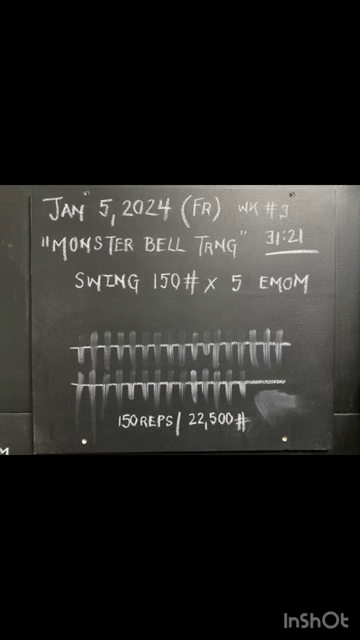 JAN 5, 2024 (FR) WK #3
"MONSTER BELL TRNG" 31:21
SWING 150# x 5 EMOM
150 REPS / 22,500#
M
InShOt